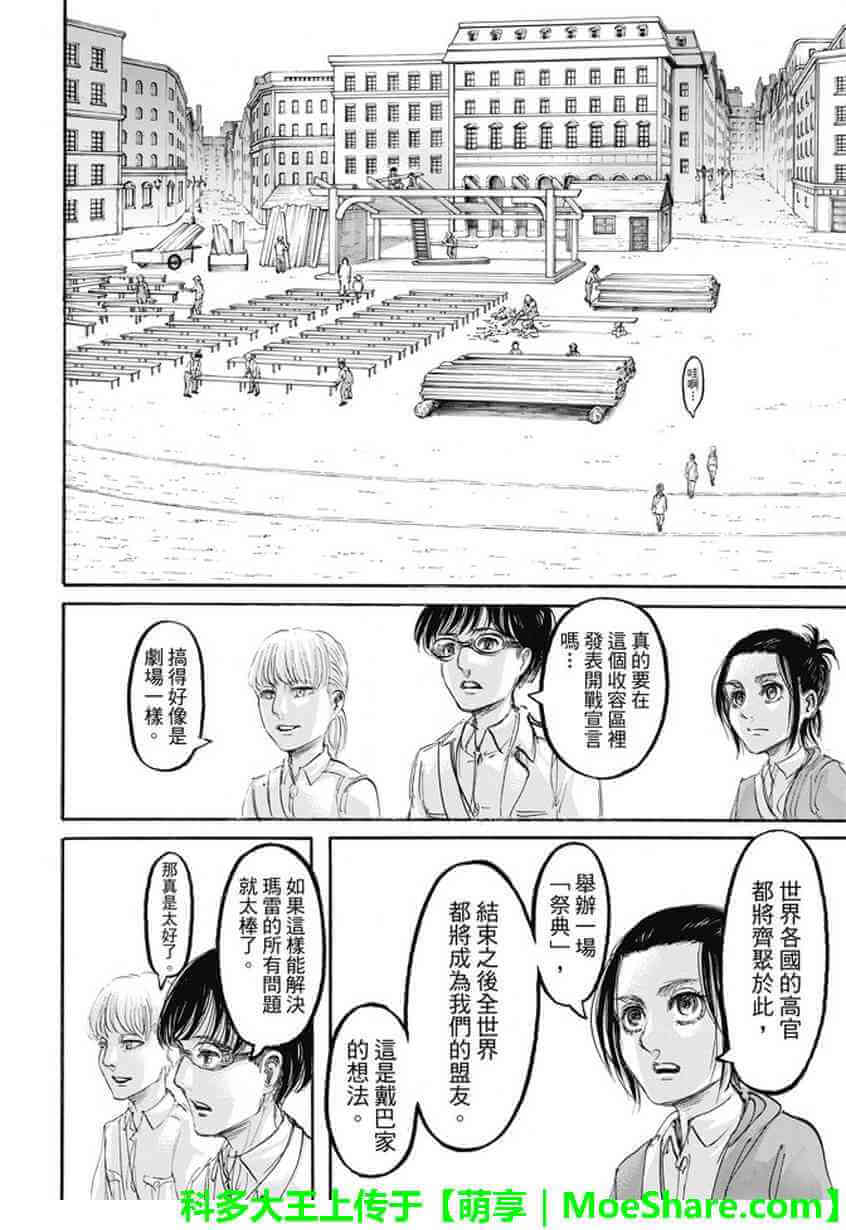 哇啊…
真的要在
這個收容區裡
發表開戰宣言
嗎…
搞得好像是
劇場一樣。
世界各國的高官
都將齊聚於此，
舉辦一場
「祭典」，
結束之後全世界
都將成為我們的盟友。
這是戴巴家
的想法。
如果這樣能解決
瑪雷的所有問題
就太棒了。
那真是太好了。
科多大王上传于【萌享|MoeShare.com】